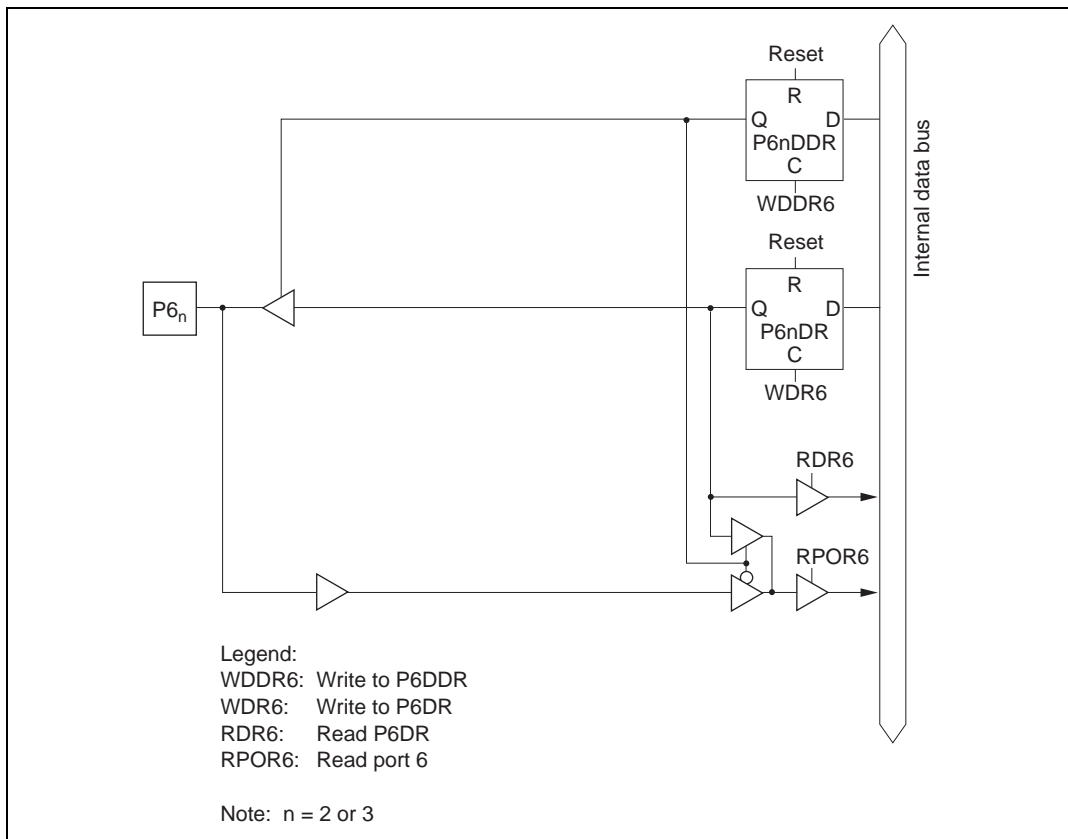 Reset
R
Q D
P6nDDR
C
WDDR6
Reset
R
Q D
P6nDR
C
WDR6
P6n
Internal data bus
RDR6
RPOR6
Legend:
WDDR6: Write to P6DDR
WDR6: Write to P6DR
RDR6: Read P6DR
RPOR6: Read port 6
Note: n = 2 or 3